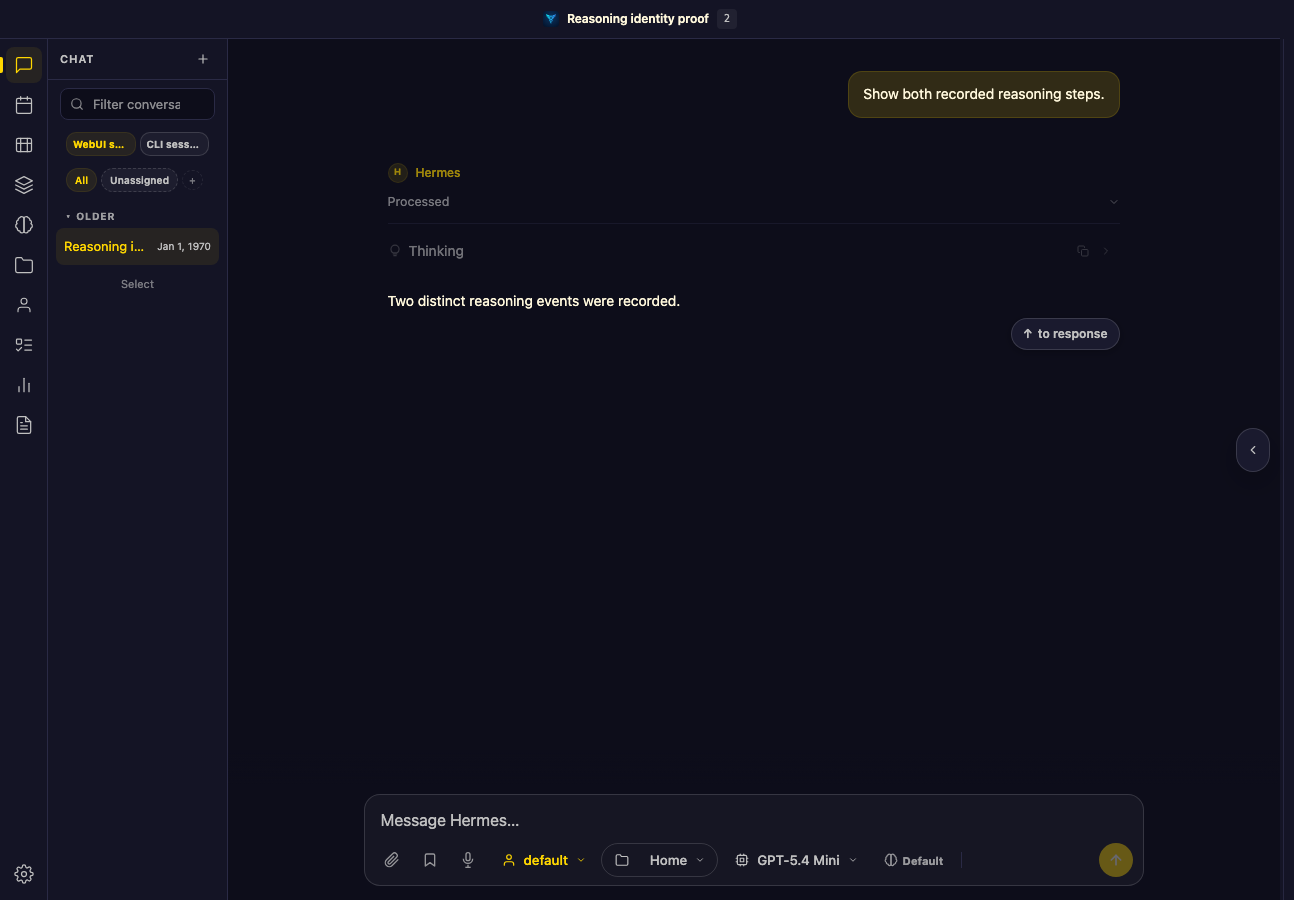 Reasoning identity proof 2
CHAT
Filter conversa
WebUI s... CLI sess...
All Unassigned +
OLDER
Reasoning i... Jan 1, 1970
Select
Show both recorded reasoning steps.
H Hermes
Processed
Thinking
Two distinct reasoning events were recorded.
↑ to response
Message Hermes...
default Home GPT-5.4 Mini Default